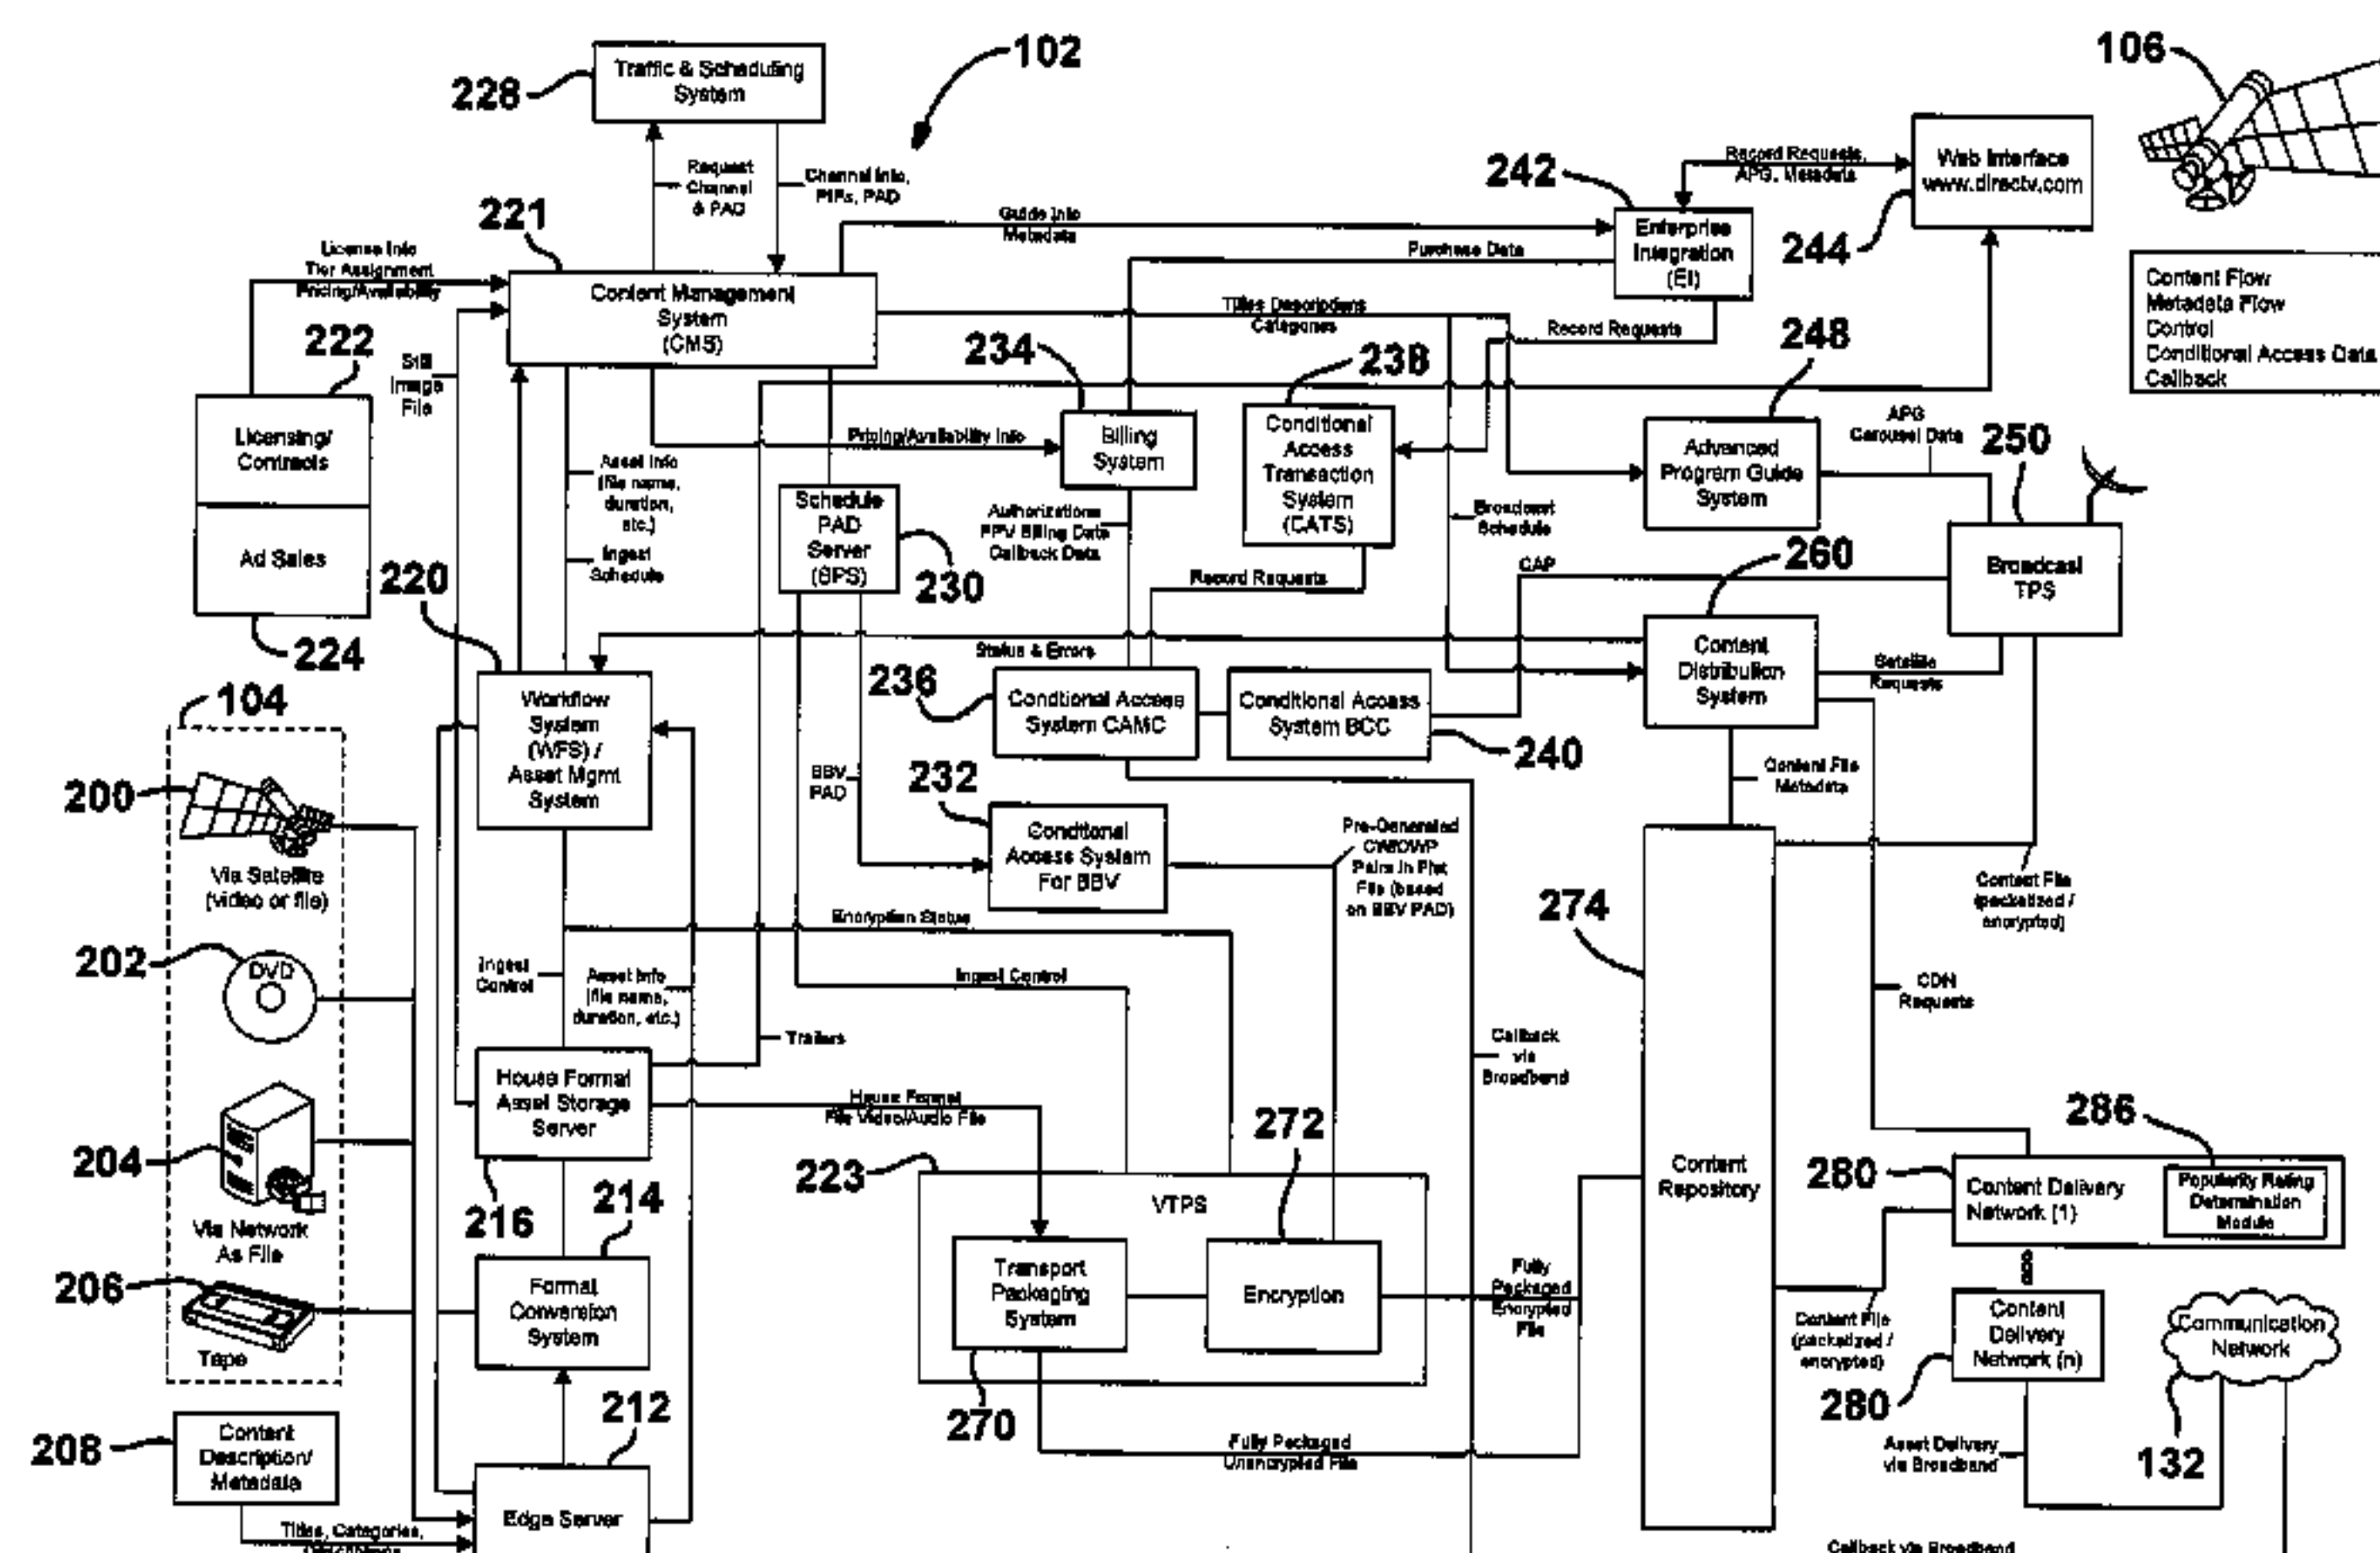 102
106
228
Traffic & Scheduling
System
Request
Channel
& PAD
Channel Info,
PIFs, PAD
242
Record Requests,
APG, Metadata
Web Interface
www.directv.com
244
221
Guide Info
Metadata
Enterprise
Integration
(EI)
Purchase Data
License Info
Tier Assignment
Pricing/Availability
Content Management
System
(CMS)
Titles Descriptions
Categories
Record Requests
248
Content Flow
Metadata Flow
Control
Conditional Access Data
Callback
222
Still
Image
File
234
238
Licensing/
Contracts
Ad Sales
224
Pricing/Availability Info
Billing
System
Conditional
Access
Transaction
System
(CATS)
Advanced
Program Guide
System
APG
Carousel Data
250
Asset Info
(file name,
duration,
etc.)
Ingest
Schedule
Schedule
PAD
Server
(SPS)
230
Authorizations
PPV Billing Data
Callback Data
Broadcast
Schedule
260
CAP
Broadcast
TPS
220
Record Requests
Status & Errors
Content
Distribution
System
Satellite
Requests
104
Workflow
System
(WFS) /
Asset Mgmt
System
236
Condtional Access
System CAMC
Conditional Access
System BCC
240
200
Via Satellite
(video or file)
BBV
PAD
232
Conditional
Access System
For BBV
Pre-Generated
CW/CWP
Pairs in Flat
File (based
on BBV PAD)
Content File
Metadata
274
Content File
(packetized /
encrypted)
202
DVD
Encryption Status
Ingest
Control
Asset Info
(file name,
duration, etc.)
Ingest Control
CDN
Requests
Trailers
Callback
via
Broadband
House Format
Asset Storage
Server
216
House Format
File Video/Audio File
204
Via Network
As File
223
VTPS
272
Content
Repository
286
280
Content Delivery
Network (1)
Popularity Rating
Determination
Module
214
206
Tape
Format
Conversion
System
Transport
Packaging
System
270
Encryption
Fully
Packaged
Encrypted
File
Content File
(packetized /
encrypted)
Content
Delivery
Network (n)
280
Communication
Network
132
212
208
Content
Description/
Metadata
Fully Packaged
Unencrypted File
Asset Delivery
via Broadband
Edge Server
Titles, Categories,
Callback via Broadband